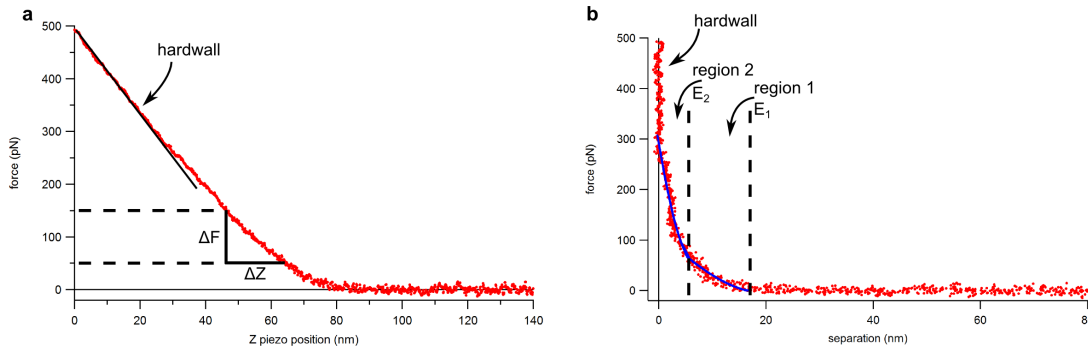 a
500
400
300
200
100
0
force (pN)
hardwall
ΔF
ΔZ
0
20
40
60
80
100
120
140
Z piezo position (nm)
b
500
400
300
200
100
0
force (pN)
hardwall
region 2
E2
region 1
E1
0
20
40
60
80
separation (nm)